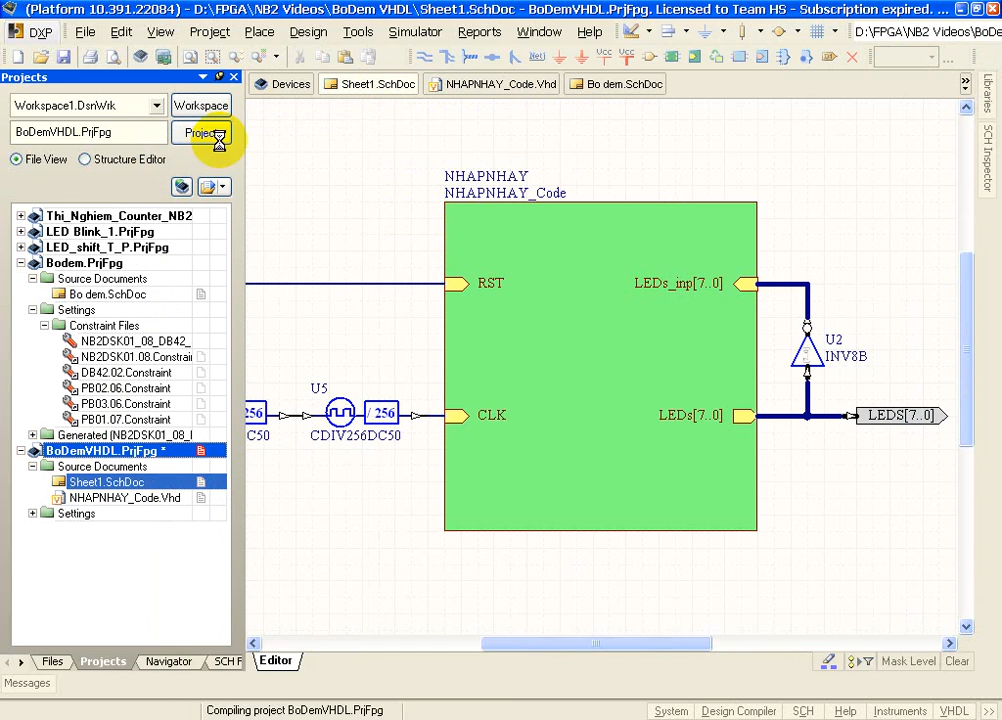 (Platform 10.391.22084) - D:\FPGA\NB2 Videos\BoDem VHDL\Sheet1.SchDoc - BoDemVHDL.PrjFpg. Licensed to Team HS - Subscription expired. ...
DXP File Edit View Project Place Design Tools Simulator Reports Window Help D:\FPGA\NB2 Videos\BoDem
Projects
Devices Sheet1.SchDoc NHAPNHAY_Code.Vhd Bo dem.SchDoc
Workspace1.DsnWrk Workspace
BoDemVHDL.PrjFpg Project
File View Structure Editor
Thi_Nghiem_Counter_NB2
LED Blink_1.PrjFpg
LED_shift_T_P.PrjFpg
Bodem.PrjFpg
Source Documents
Bo dem.SchDoc
Settings
Constraint Files
NB2DSK01_08_DB42_
NB2DSK01.08.Constrai
DB42.02.Constraint
PB02.06.Constraint
PB03.06.Constraint
PB01.07.Constraint
Generated (NB2DSK01_08_
BoDemVHDL.PrjFpg *
Source Documents
Sheet1.SchDoc
NHAPNHAY_Code.Vhd
Settings
NHAPNHAY
NHAPNHAY_Code
RST LEDs_inp[7..0]
U2
INV8B
U5
256 / 256
C50 CDIV256DC50
CLK LEDs[7..0] LEDS[7..0]
Libraries
SCH Inspector
Files Projects Navigator SCH F
Editor Mask Level Clear
Messages
Compiling project BoDemVHDL.PrjFpg System Design Compiler SCH Help Instruments VHDL >>